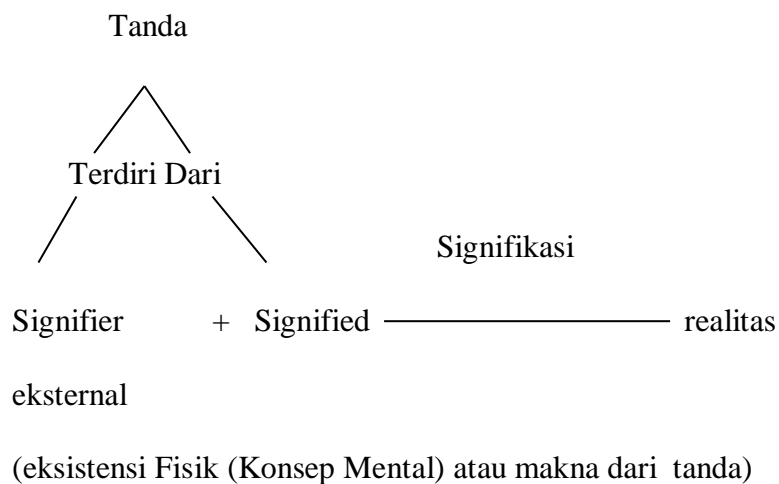 Tanda
Terdiri Dari
Signifikasi
Signifier + Signified realitas
eksternal
(eksistensi Fisik (Konsep Mental) atau makna dari tanda)